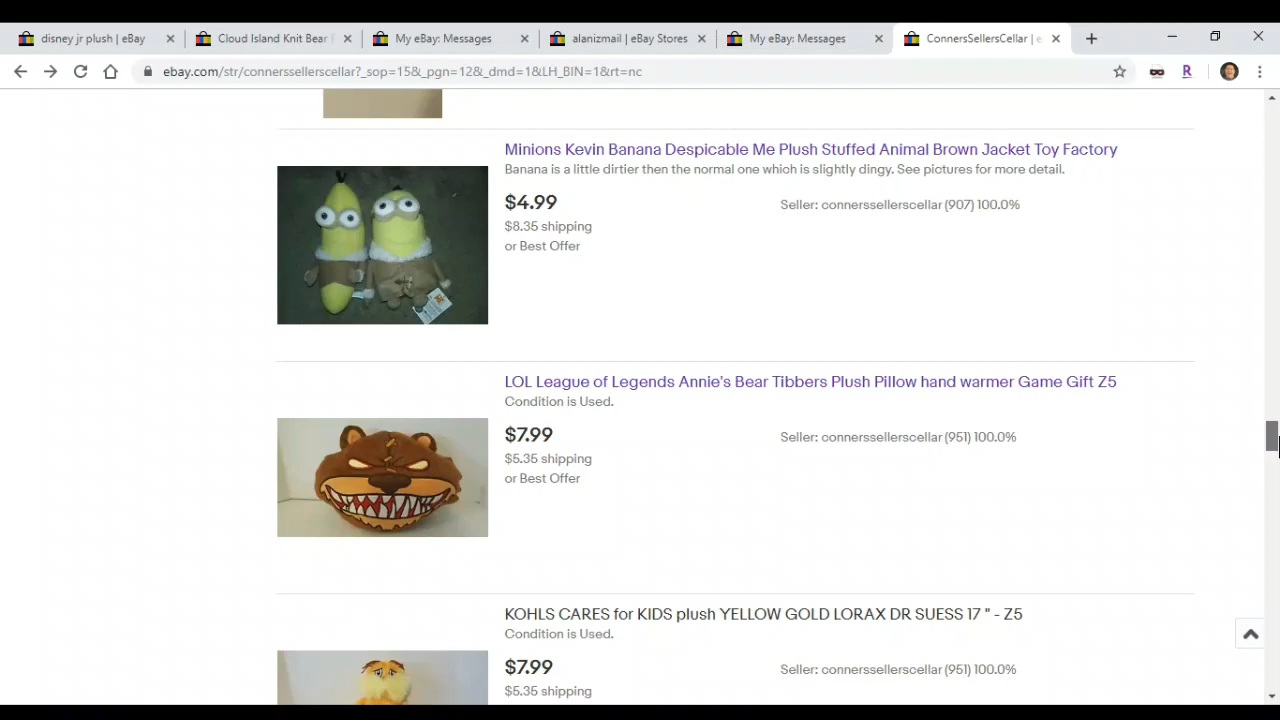 disney jr plush | eBay
Cloud Island Knit Bear
My eBay: Messages
alanizmail | eBay Stores
My eBay: Messages
ConnersSellersCellar | e
ebay.com/str/connerssellerscellar?_sop=15&_pgn=12&_dmd=1&LH_BIN=1&rt=nc
R
Minions Kevin Banana Despicable Me Plush Stuffed Animal Brown Jacket Toy Factory
Banana is a little dirtier then the normal one which is slightly dingy. See pictures for more detail.
$4.99
Seller: connerssellerscellar (907) 100.0%
$8.35 shipping
or Best Offer
LOL League of Legends Annie's Bear Tibbers Plush Pillow hand warmer Game Gift Z5
Condition is Used.
$7.99
Seller: connerssellerscellar (951) 100.0%
$5.35 shipping
or Best Offer
KOHLS CARES for KIDS plush YELLOW GOLD LORAX DR SUESS 17 " - Z5
Condition is Used.
$7.99
Seller: connerssellerscellar (951) 100.0%
$5.35 shipping